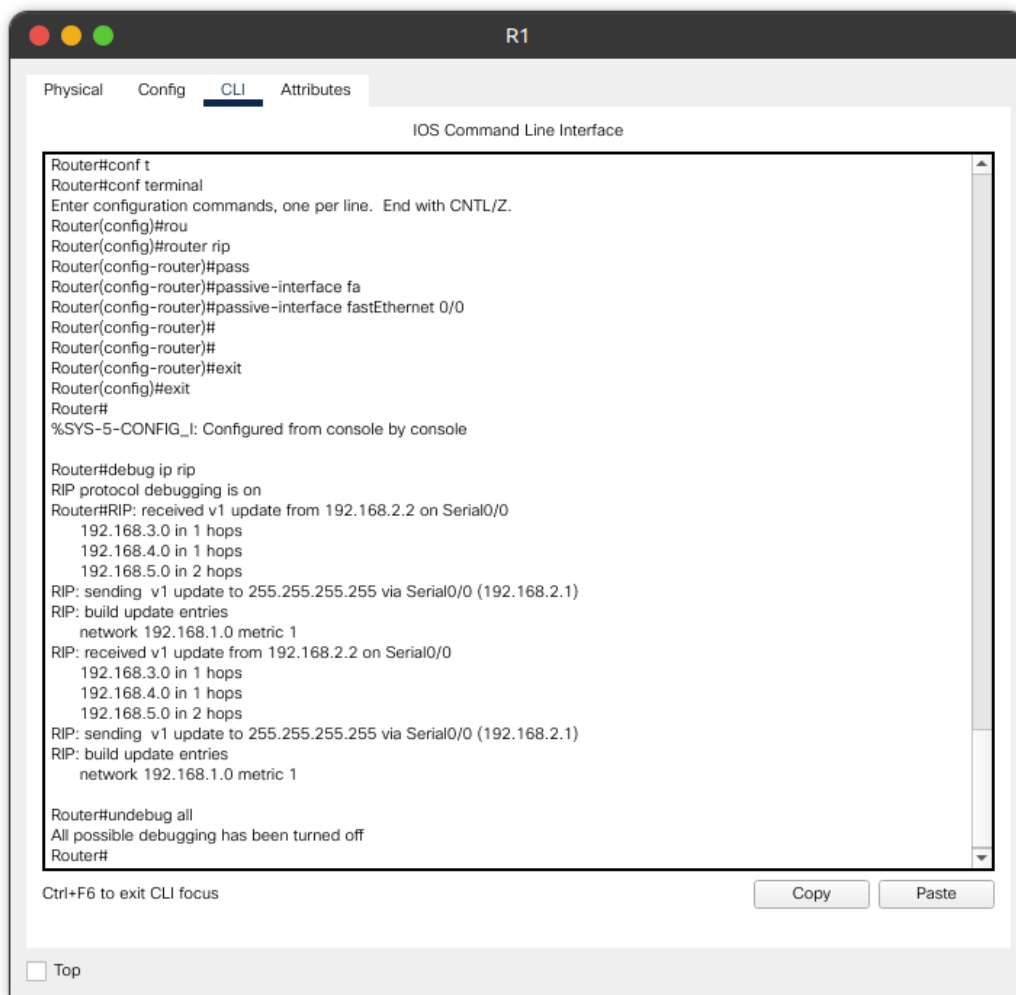 R1
Physical Config CLI Attributes
IOS Command Line Interface
Router#conf t
Router#conf terminal
Enter configuration commands, one per line.  End with CNTL/Z.
Router(config)#rou
Router(config)#router rip
Router(config-router)#pass
Router(config-router)#passive-interface fa
Router(config-router)#passive-interface fastEthernet 0/0
Router(config-router)#
Router(config-router)#
Router(config-router)#exit
Router(config)#exit
Router#
%SYS-5-CONFIG_I: Configured from console by console
Router#debug ip rip
RIP protocol debugging is on
Router#RIP: received v1 update from 192.168.2.2 on Serial0/0
192.168.3.0 in 1 hops
192.168.4.0 in 1 hops
192.168.5.0 in 2 hops
RIP: sending  v1 update to 255.255.255.255 via Serial0/0 (192.168.2.1)
RIP: build update entries
network 192.168.1.0 metric 1
RIP: received v1 update from 192.168.2.2 on Serial0/0
192.168.3.0 in 1 hops
192.168.4.0 in 1 hops
192.168.5.0 in 2 hops
RIP: sending  v1 update to 255.255.255.255 via Serial0/0 (192.168.2.1)
RIP: build update entries
network 192.168.1.0 metric 1
Router#undebug all
All possible debugging has been turned off
Router#
Ctrl+F6 to exit CLI focus
Copy Paste
Top